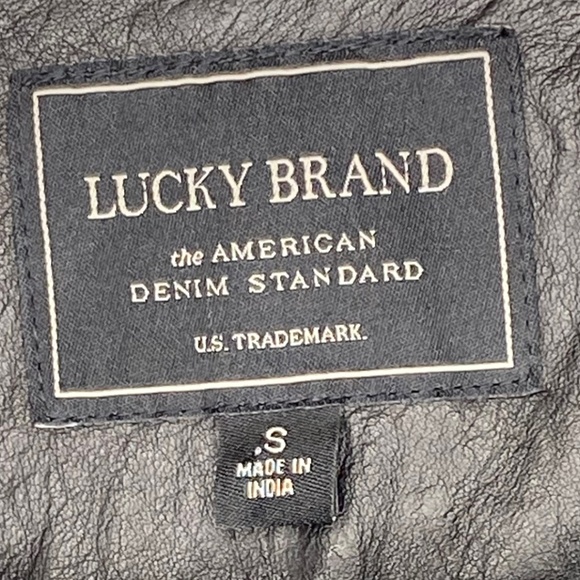 LUCKY BRAND
the AMERICAN
DENIM STANDARD
U.S. TRADEMARK.
.S
MADE IN
INDIA